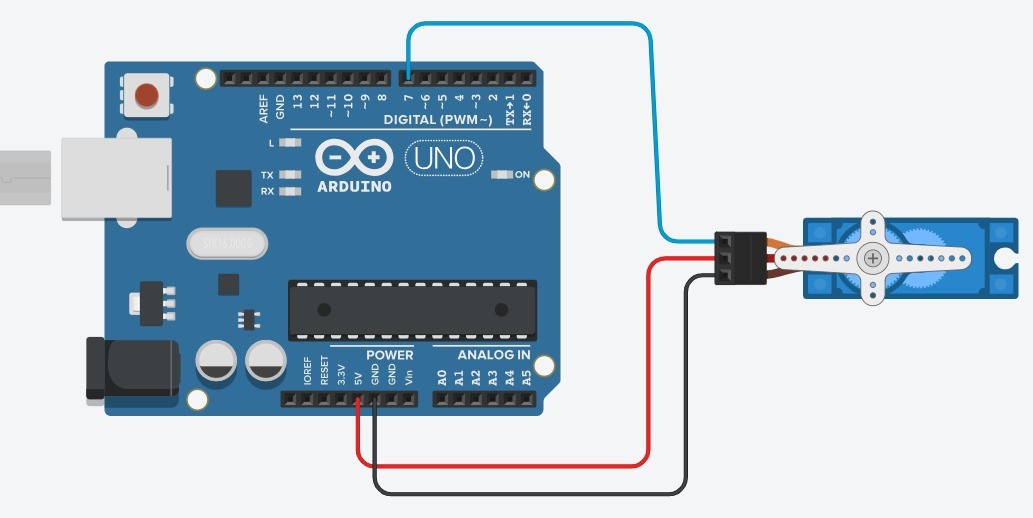 AREF
GND
13
12
~11
~10
~9
8
7
~6
~5
4
~3
2
TX→1
RX←0
DIGITAL (PWM~)
L
TX
RX
ARDUINO
UNO
ON
POWER
ANALOG IN
IOREF
RESET
3.3V
5V
GND
GND
Vin
A0
A1
A2
A3
A4
A5